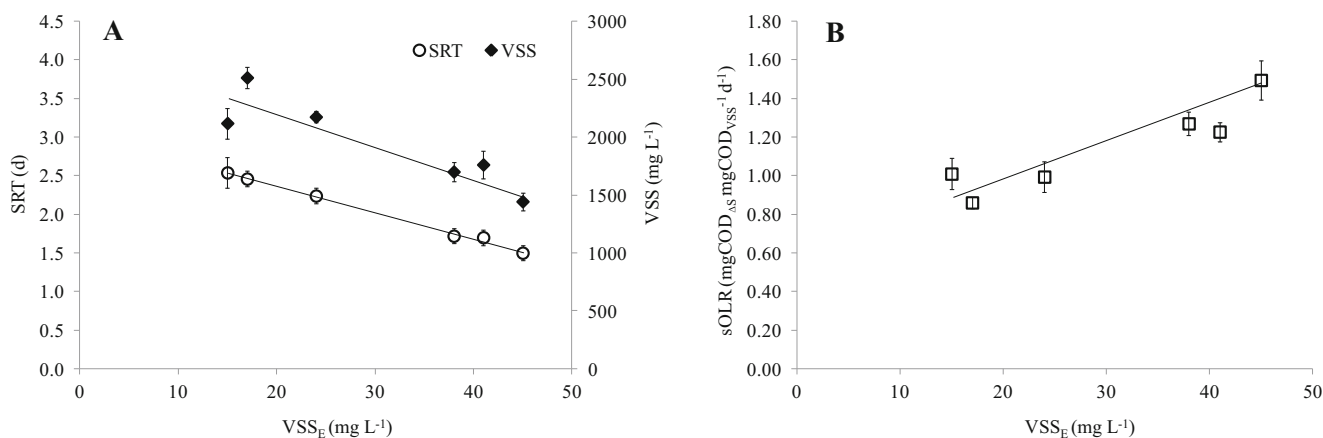 A
SRT VSS
4.5
4.0
3.5
3.0
2.5
2.0
1.5
1.0
0.5
0.0
SRT (d)
3000
2500
2000
1500
1000
500
0
VSS (mg L-1)
0 10 20 30 40 50
VSSE (mg L-1)
B
1.80
1.60
1.40
1.20
1.00
0.80
0.60
0.40
0.20
0.00
sOLR (mgCODΔS mgCODVSS-1 d-1)
0 10 20 30 40 50
VSSE (mg L-1)